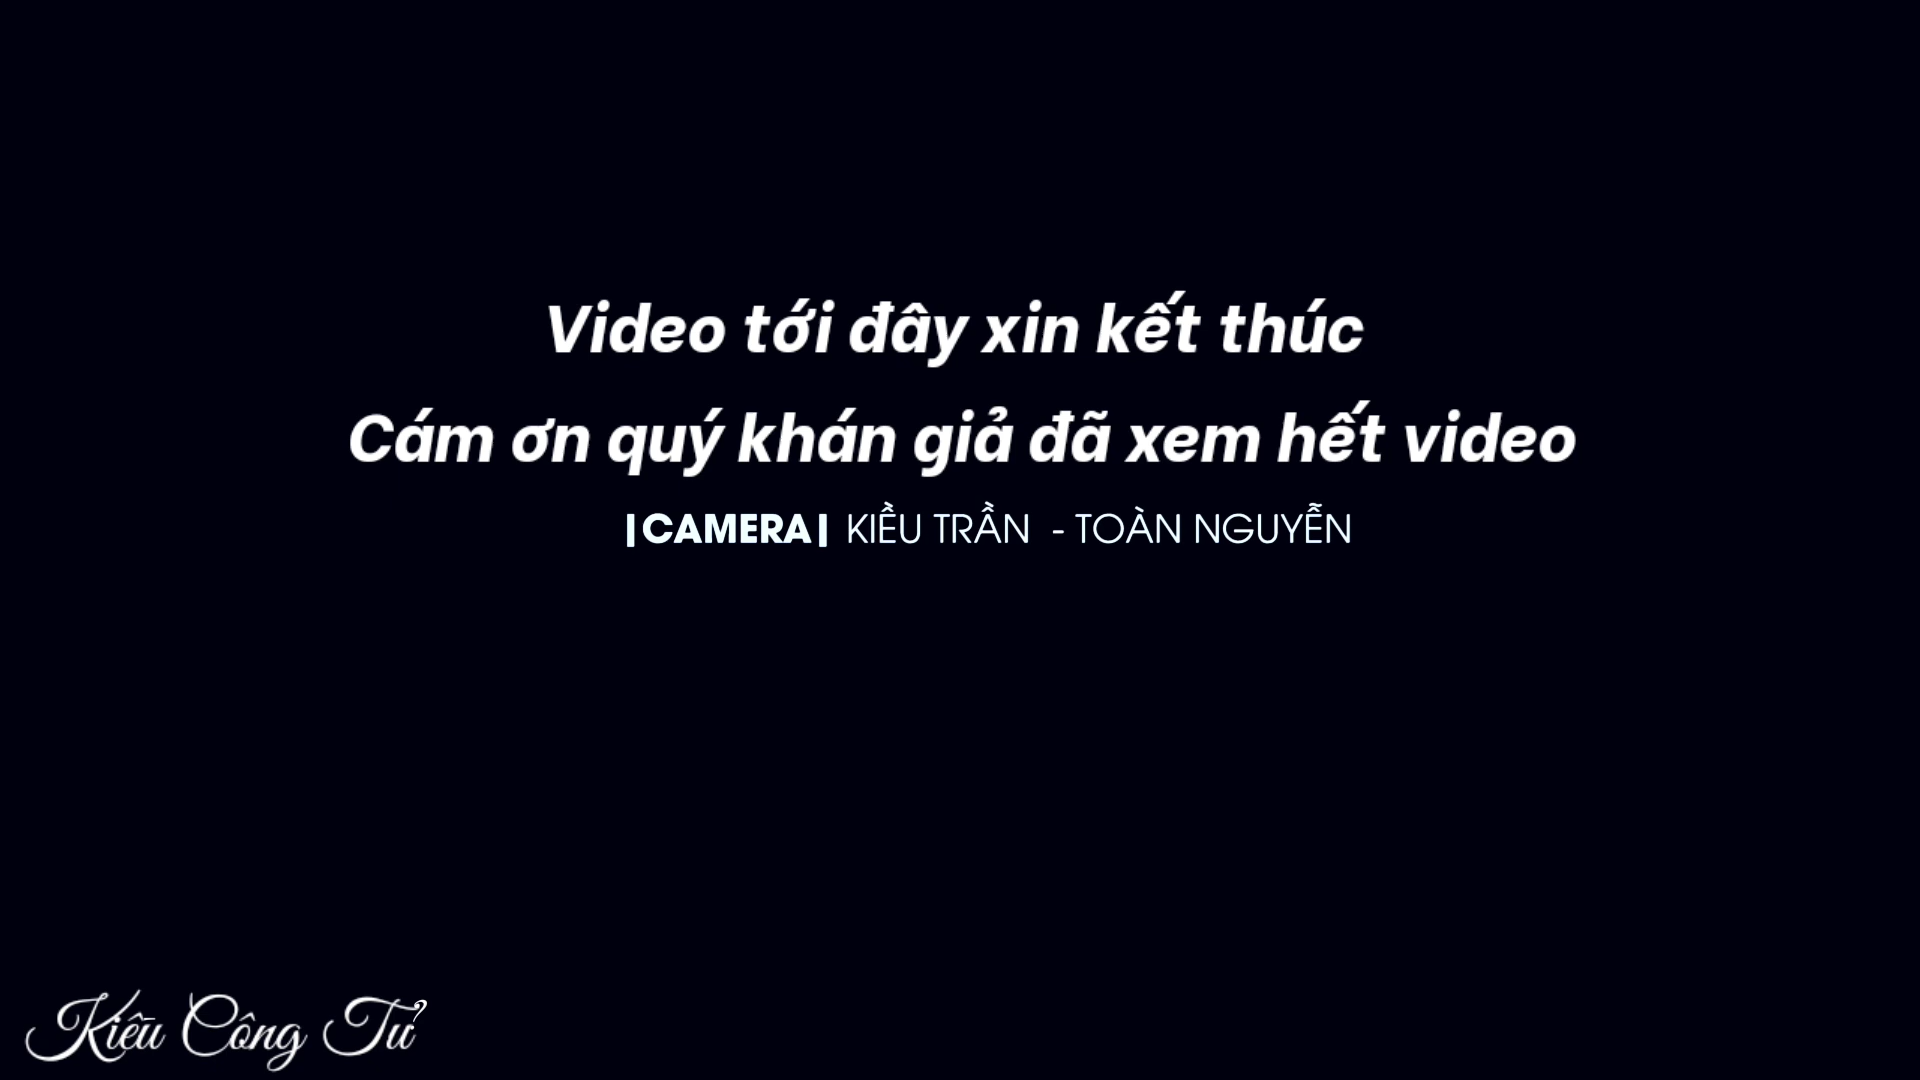 Video tới đây xin kết thúc
Cám ơn quý khán giả đã xem hết video
|CAMERA| KIỀU TRẦN - TOÀN NGUYỄN
Kiều Công Tử